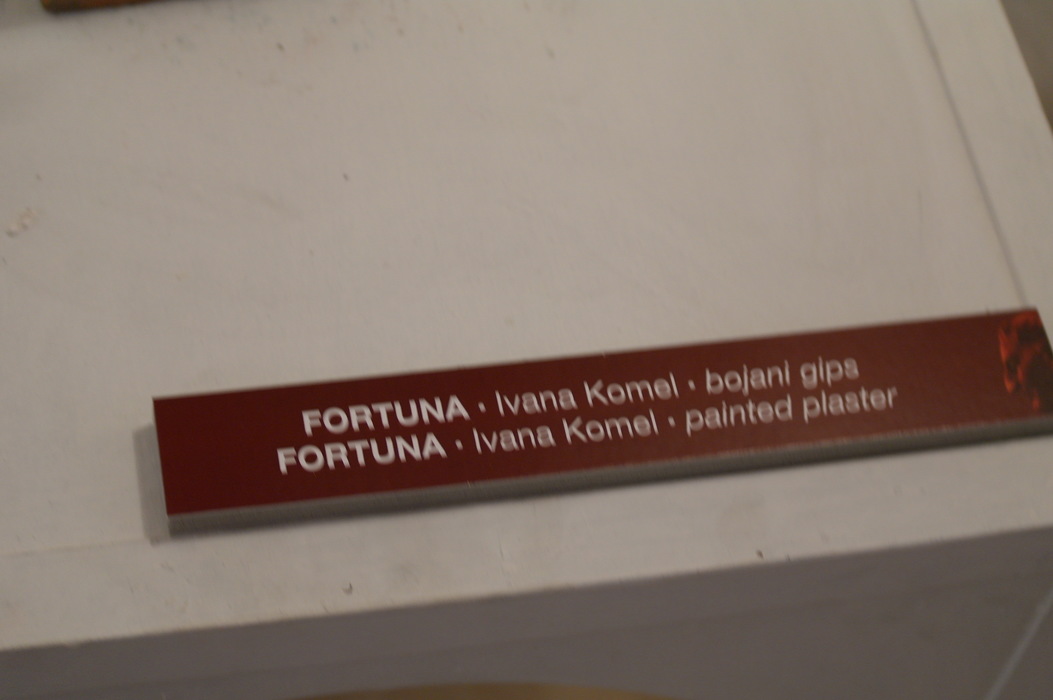 FORTUNA · Ivana Komel · bojani gips
FORTUNA · Ivana Komel · painted plaster